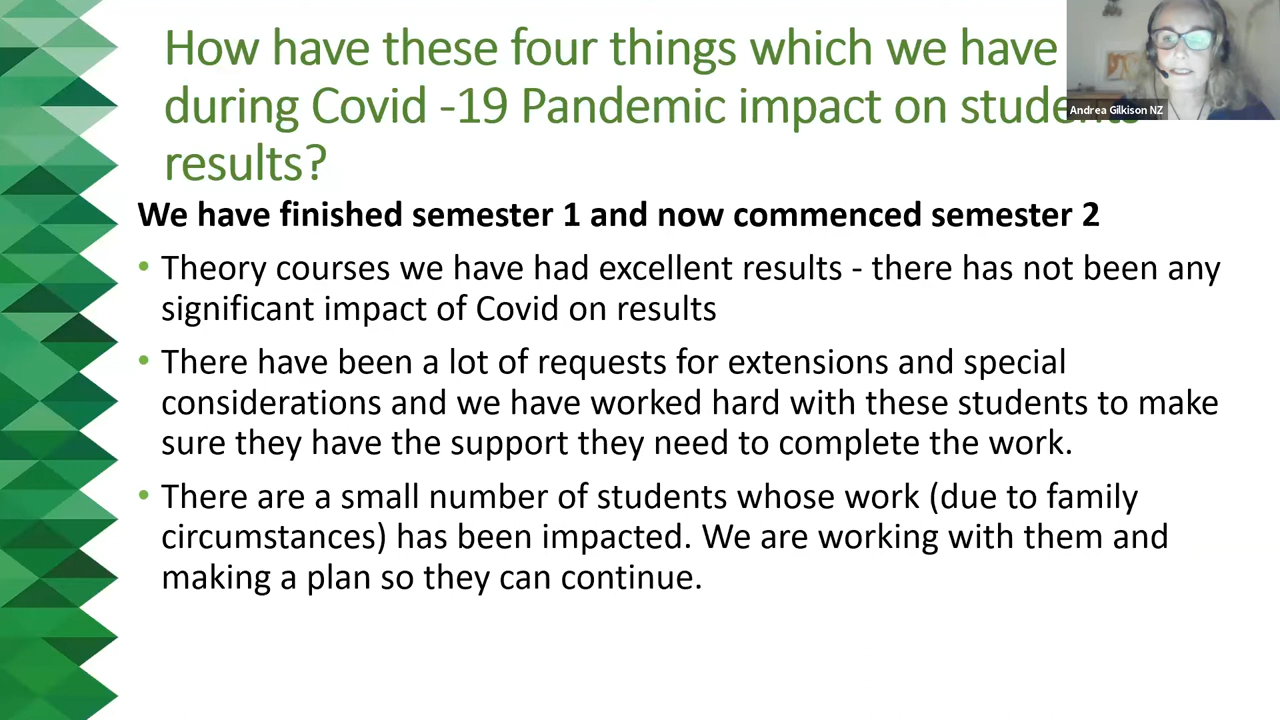 How have these four things which we have
during Covid -19 Pandemic impact on students
results?
Andrea Gilkison NZ
We have finished semester 1 and now commenced semester 2
• Theory courses we have had excellent results - there has not been any
significant impact of Covid on results
• There have been a lot of requests for extensions and special
considerations and we have worked hard with these students to make
sure they have the support they need to complete the work.
• There are a small number of students whose work (due to family
circumstances) has been impacted. We are working with them and
making a plan so they can continue.